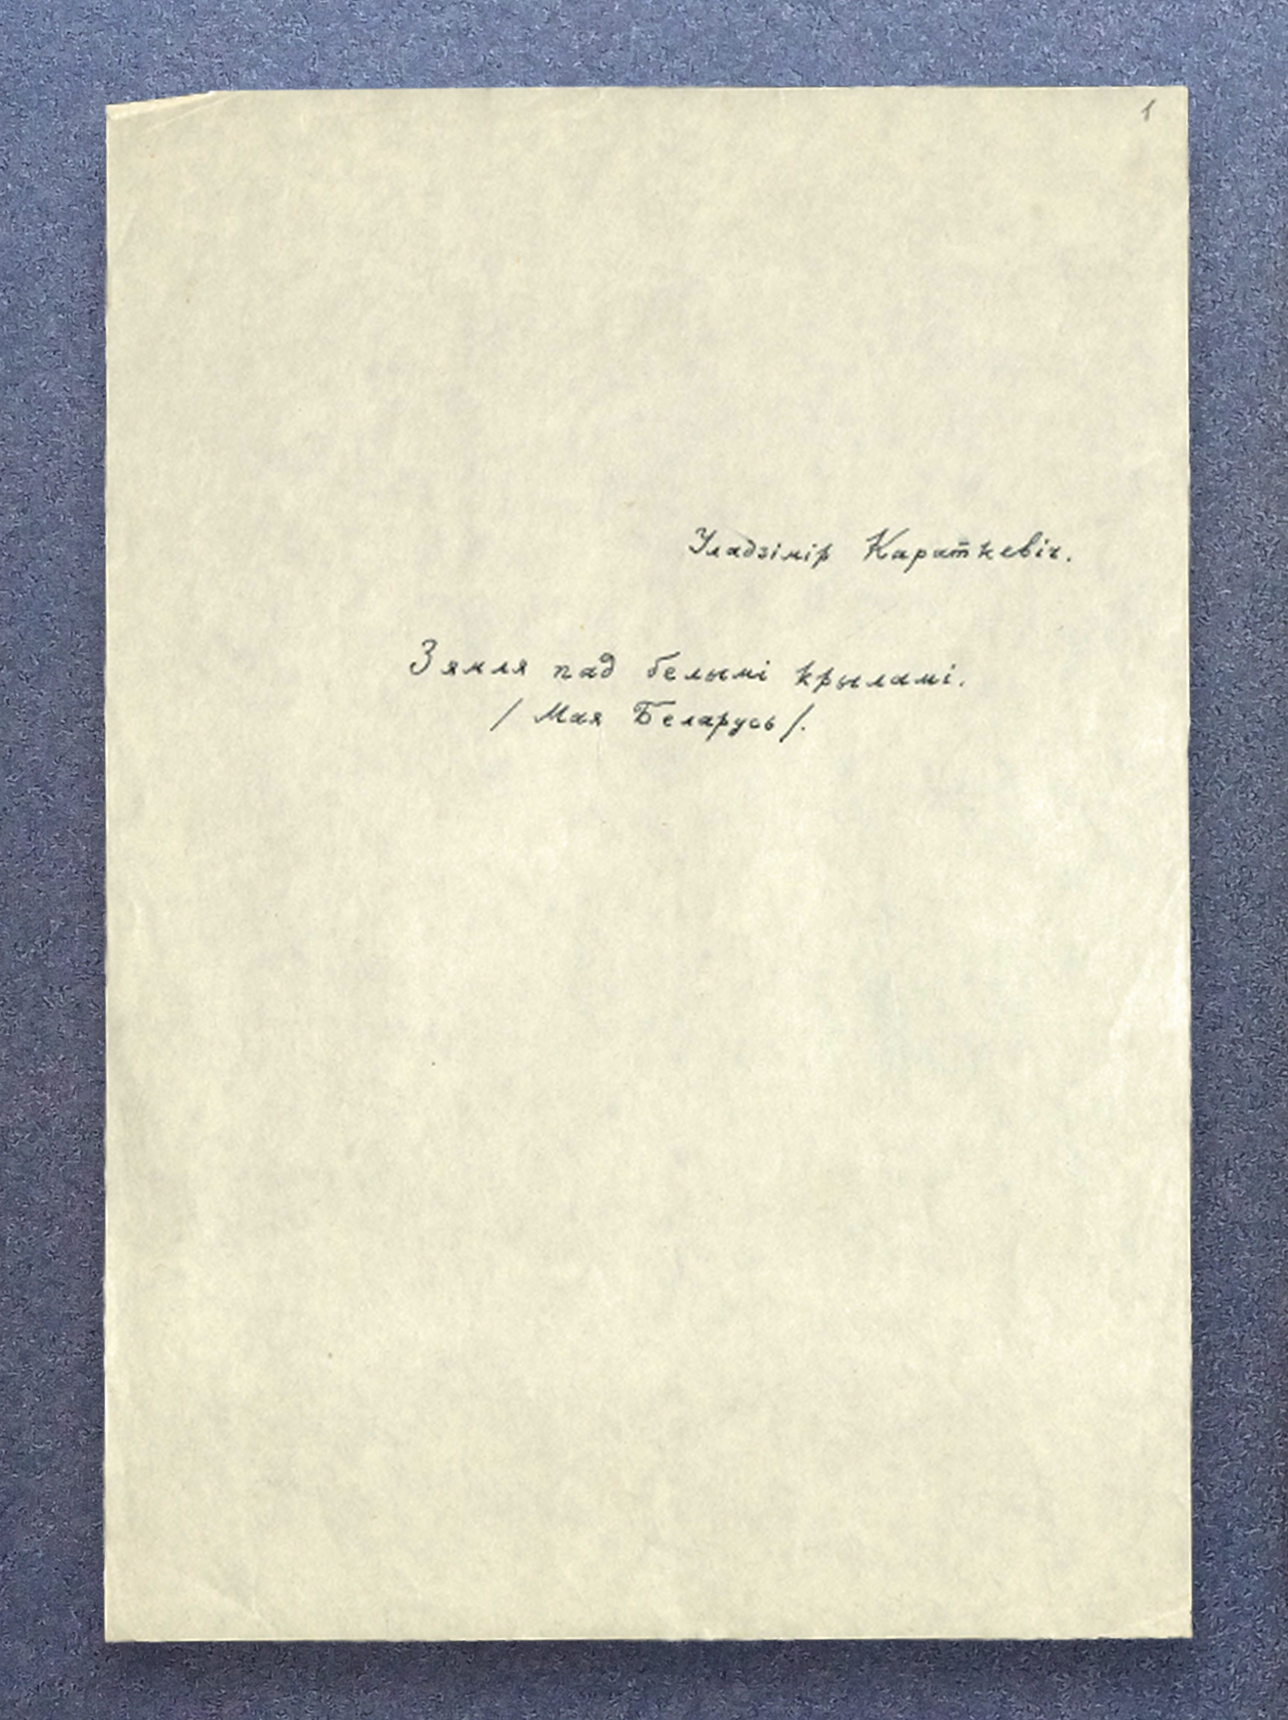 1
Уладзімір Караткевіч.
Зямля пад белымі крыламі.
/ Мая Беларусь /.